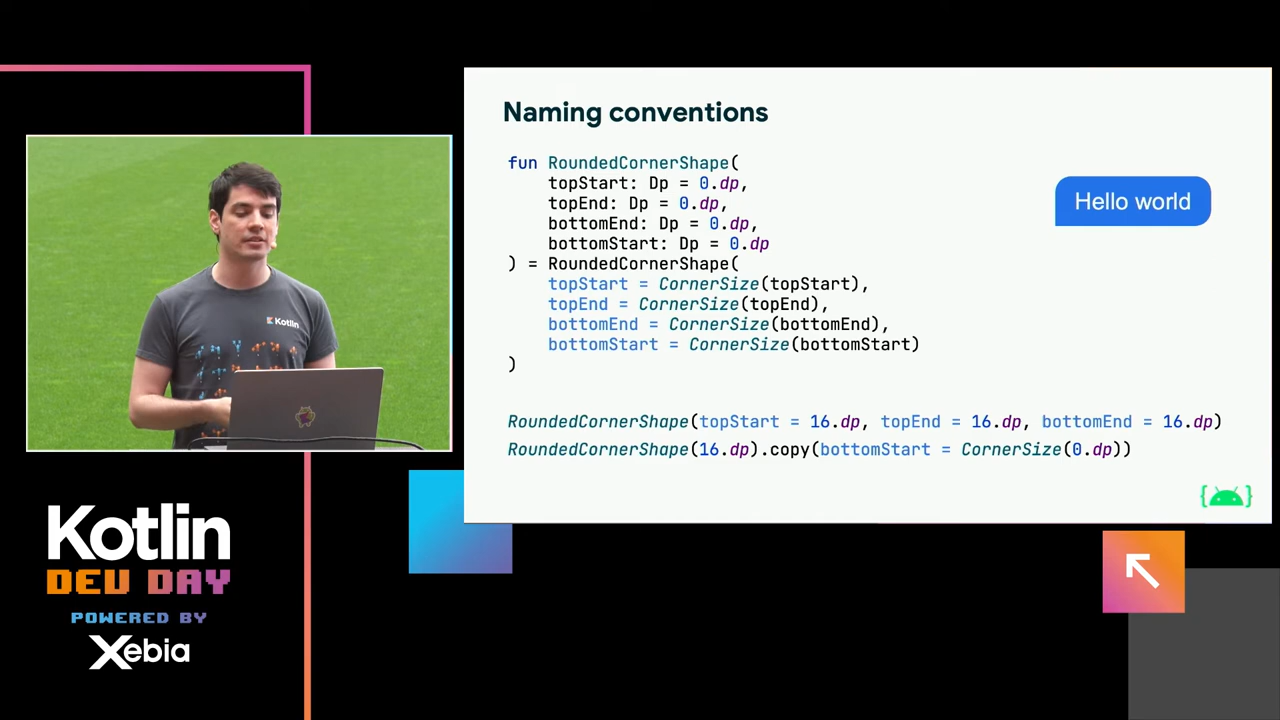 Naming conventions
fun RoundedCornerShape(
topStart: Dp = 0.dp,
topEnd: Dp = 0.dp,
bottomEnd: Dp = 0.dp,
bottomStart: Dp = 0.dp
) = RoundedCornerShape(
topStart = CornerSize(topStart),
topEnd = CornerSize(topEnd),
bottomEnd = CornerSize(bottomEnd),
bottomStart = CornerSize(bottomStart)
)
Hello world
RoundedCornerShape(topStart = 16.dp, topEnd = 16.dp, bottomEnd = 16.dp)
RoundedCornerShape(16.dp).copy(bottomStart = CornerSize(0.dp))
Kotlin
Kotlin
DEV DAY
POWERED BY
Xebia